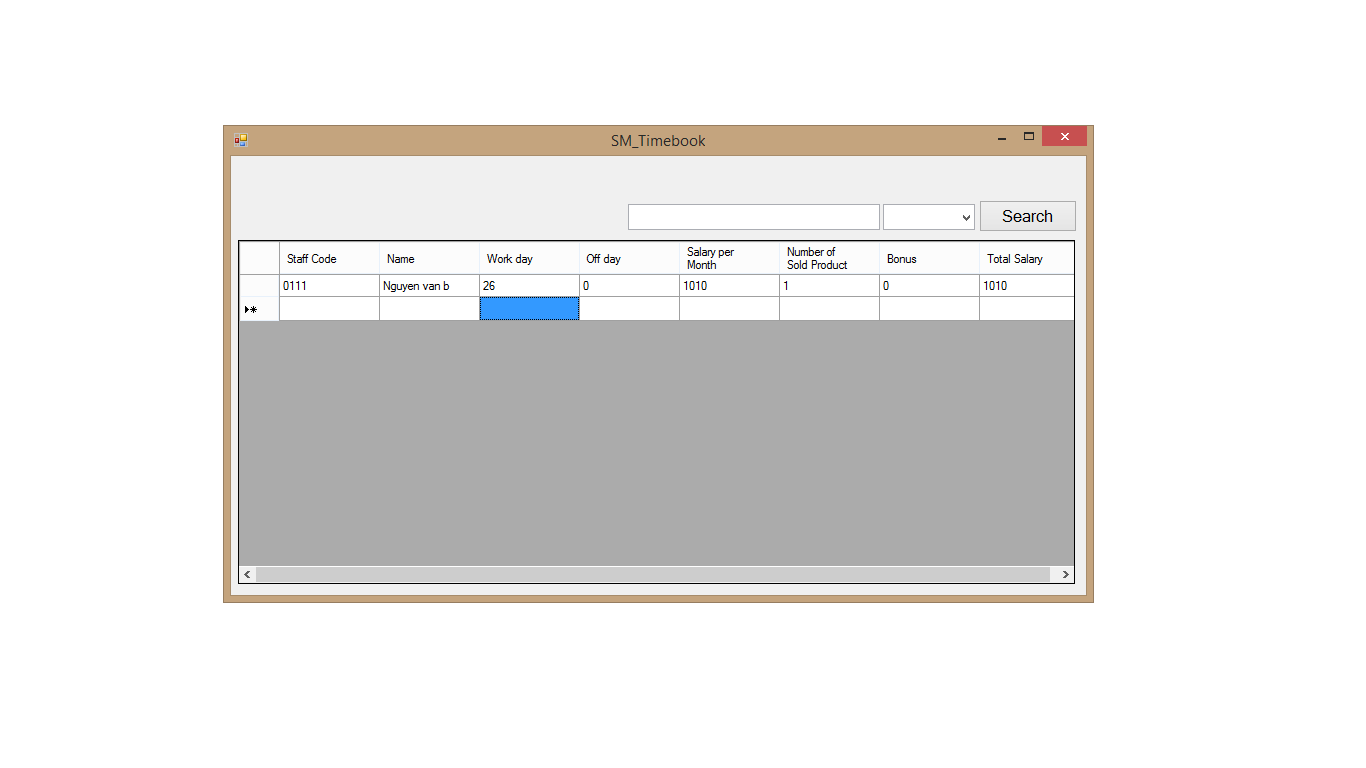 SM_Timebook
Search
Staff Code Name Work day Off day Salary per Month Number of Sold Product Bonus Total Salary
0111 Nguyen van b 26 0 1010 1 0 1010